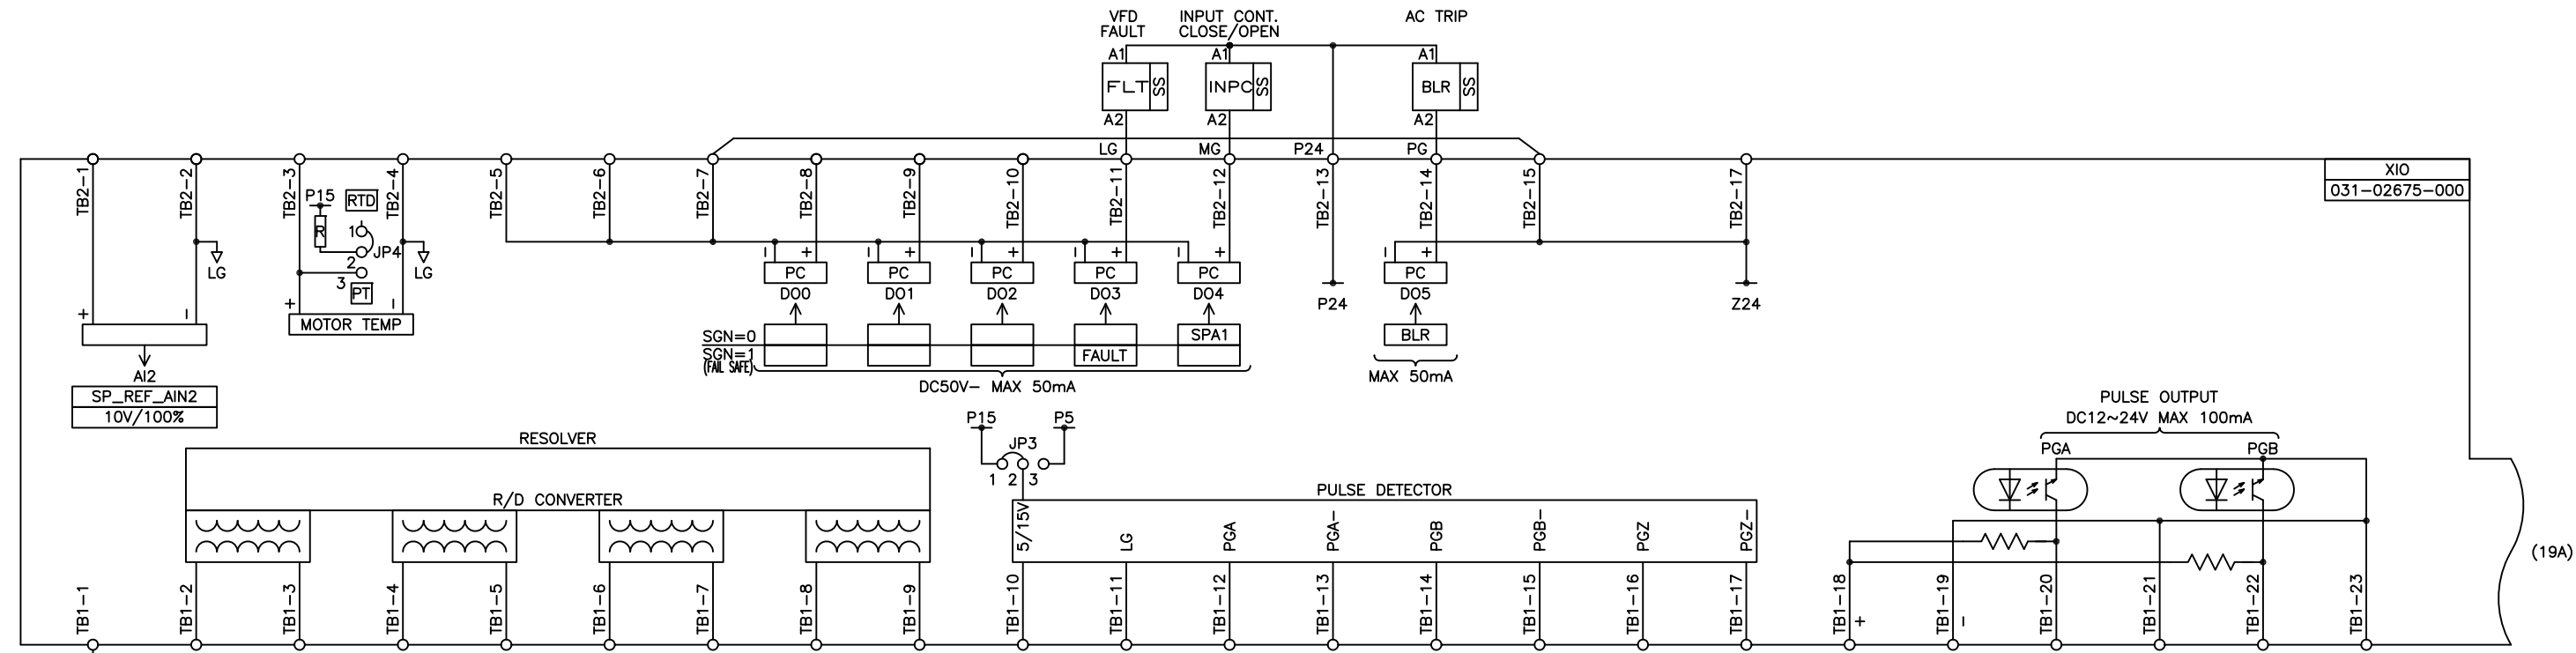 VFD
FAULT
INPUT CONT.
CLOSE/OPEN
AC TRIP
A1
A1
A1
FLT SS
INPC SS
BLR SS
A2
A2
A2
LG
MG
P24
PG
TB2-1
TB2-2
TB2-3
TB2-4
TB2-5
TB2-6
TB2-7
TB2-8
TB2-9
TB2-10
TB2-11
TB2-12
TB2-13
TB2-14
TB2-15
TB2-17
XIO
031-02675-000
P15
RTD
R
1
JP4
2
3
PT
LG
LG
+ -
+ -
MOTOR TEMP
- +
- +
- +
- +
- +
- +
PC
PC
PC
PC
PC
PC
DO0
DO1
DO2
DO3
DO4
DO5
P24
Z24
SGN=0
SPA1
BLR
SGN=1
FAULT
(FAIL SAFE)
DC50V- MAX 50mA
MAX 50mA
AI2
SP_REF_AIN2
10V/100%
RESOLVER
R/D CONVERTER
P15
P5
JP3
1 2 3
PULSE DETECTOR
5/15V
LG
PGA
PGA-
PGB
PGB-
PGZ
PGZ-
PULSE OUTPUT
DC12~24V MAX 100mA
PGA
PGB
(19A)
TB1-1
TB1-2
TB1-3
TB1-4
TB1-5
TB1-6
TB1-7
TB1-8
TB1-9
TB1-10
TB1-11
TB1-12
TB1-13
TB1-14
TB1-15
TB1-16
TB1-17
TB1-18
+
TB1-19
-
TB1-20
TB1-21
TB1-22
TB1-23